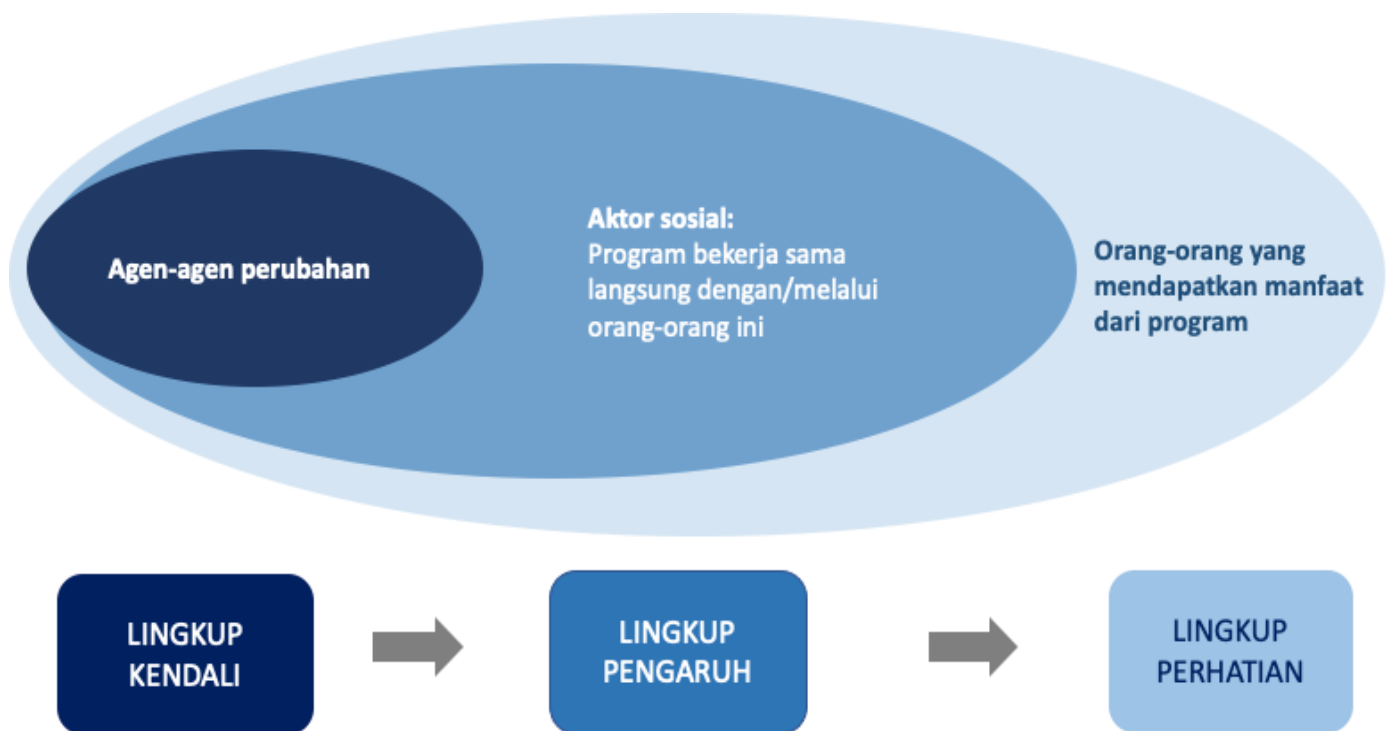 Agen-agen perubahan
Aktor sosial:
Program bekerja sama
langsung dengan/melalui
orang-orang ini
Orang-orang yang
mendapatkan manfaat
dari program
LINGKUP
KENDALI
LINGKUP
PENGARUH
LINGKUP
PERHATIAN